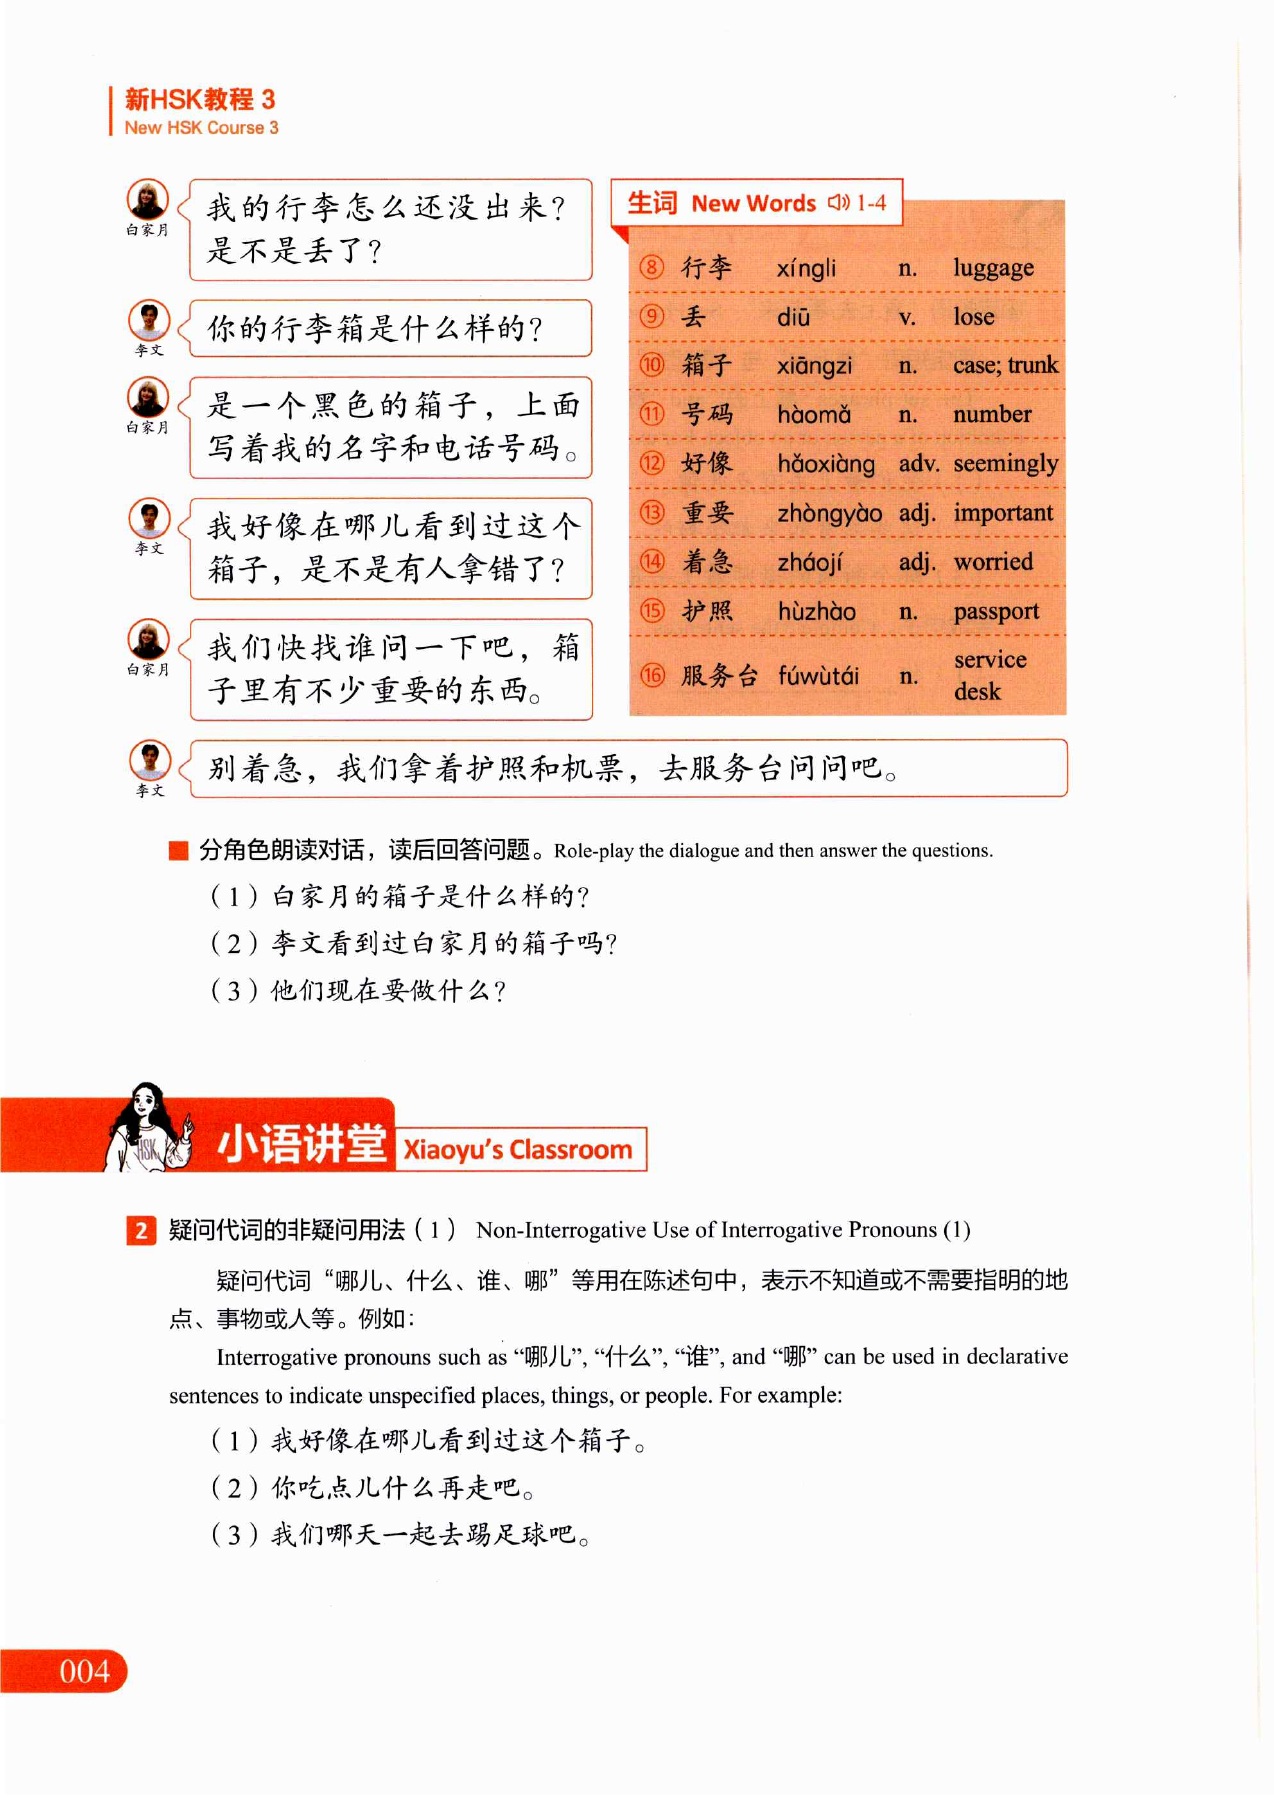 新HSK教程 3
New HSK Course 3
白家月
我的行李怎么还没出来？
是不是丢了？
李文
你的行李箱是什么样的？
白家月
是一个黑色的箱子，上面
写着我的名字和电话号码。
李文
我好像在哪儿看到过这个
箱子，是不是有人拿错了？
白家月
我们快找谁问一下吧，箱
子里有不少重要的东西。
李文
别着急，我们拿着护照和机票，去服务台问问吧。
生词 New Words 1-4
⑧ 行李 xíngli n. luggage
⑨ 丢 diū v. lose
⑩ 箱子 xiāngzi n. case; trunk
⑪ 号码 hàomǎ n. number
⑫ 好像 hǎoxiàng adv. seemingly
⑬ 重要 zhòngyào adj. important
⑭ 着急 zháojí adj. worried
⑮ 护照 hùzhào n. passport
⑯ 服务台 fúwùtái n. service
desk
分角色朗读对话，读后回答问题。Role-play the dialogue and then answer the questions.
（1）白家月的箱子是什么样的？
（2）李文看到过白家月的箱子吗？
（3）他们现在要做什么？
HSK
小语讲堂 Xiaoyu's Classroom
2 疑问代词的非疑问用法（1） Non-Interrogative Use of Interrogative Pronouns (1)
疑问代词“哪儿、什么、谁、哪”等用在陈述句中，表示不知道或不需要指明的地
点、事物或人等。例如：
Interrogative pronouns such as “哪儿”, “什么”, “谁”, and “哪” can be used in declarative
sentences to indicate unspecified places, things, or people. For example:
（1）我好像在哪儿看到过这个箱子。
（2）你吃点儿什么再走吧。
（3）我们哪天一起去踢足球吧。
004